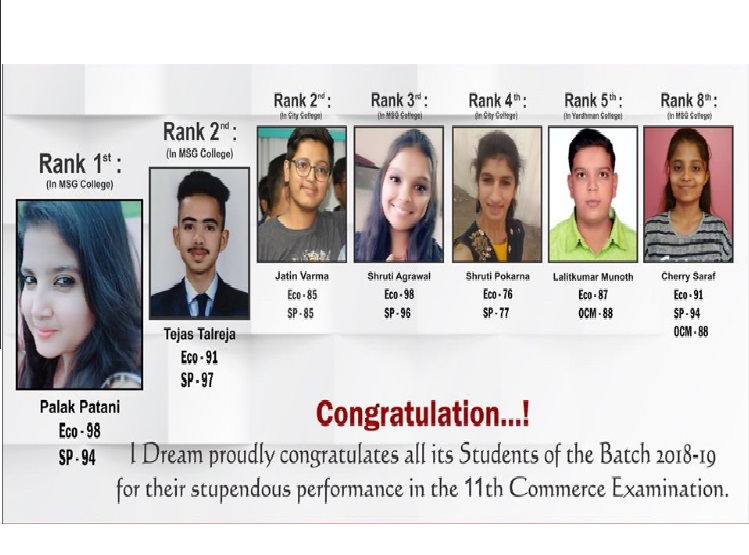 Rank 1st :
(In MSG College)
Palak Patani
Eco - 98
SP - 94
Rank 2nd :
(In MSG College)
Tejas Talreja
Eco - 91
SP - 97
Rank 2nd :
(In City College)
Jatin Varma
Eco - 85
SP - 85
Rank 3rd :
(In MSG College)
Shruti Agrawal
Eco - 98
SP - 96
Rank 4th :
(In City College)
Shruti Pokarna
Eco - 76
SP - 77
Rank 5th :
(In Vardhman College)
Lalitkumar Munoth
Eco - 87
OCM - 88
Rank 8th :
(In MSG College)
Cherry Saraf
Eco - 91
SP - 94
OCM - 88
Congratulation...!
I Dream proudly congratulates all its Students of the Batch 2018-19
for their stupendous performance in the 11th Commerce Examination.